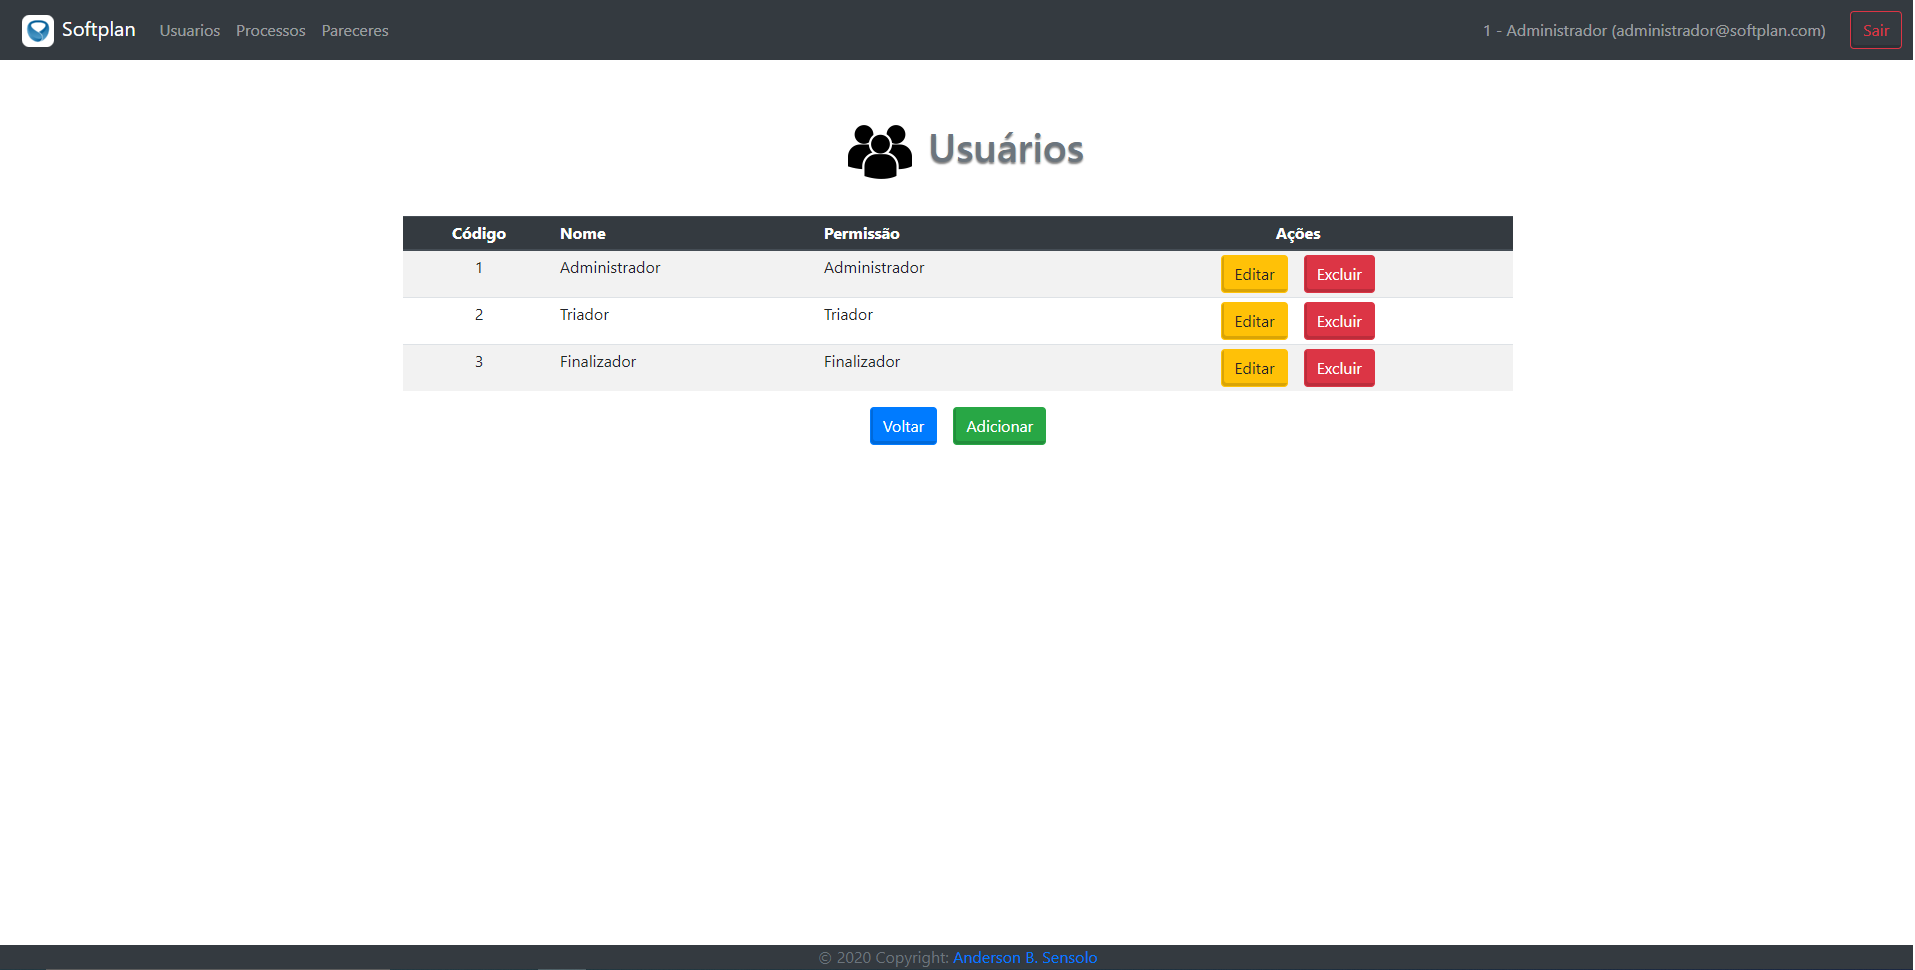 Softplan Usuarios Processos Pareceres 1 - Administrador (administrador@softplan.com) Sair
Usuários
Código Nome Permissão Ações
1 Administrador Administrador Editar Excluir
2 Triador Triador Editar Excluir
3 Finalizador Finalizador Editar Excluir
Voltar Adicionar
© 2020 Copyright: Anderson B. Sensolo